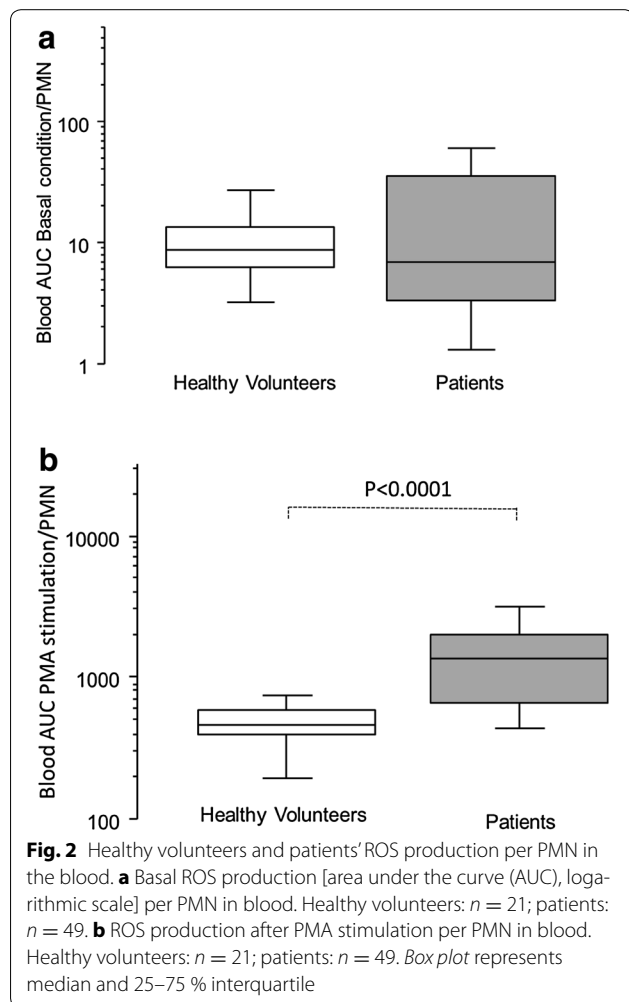 a
Blood AUC Basal condition/PMN
100
10
1
Healthy Volunteers
Patients
b
Blood AUC PMA stimulation/PMN
P<0.0001
10000
1000
100
Healthy Volunteers
Patients
Fig. 2 Healthy volunteers and patients' ROS production per PMN in
the blood. a Basal ROS production [area under the curve (AUC), loga-
rithmic scale] per PMN in blood. Healthy volunteers: n = 21; patients:
n = 49. b ROS production after PMA stimulation per PMN in blood.
Healthy volunteers: n = 21; patients: n = 49. Box plot represents
median and 25–75 % interquartile